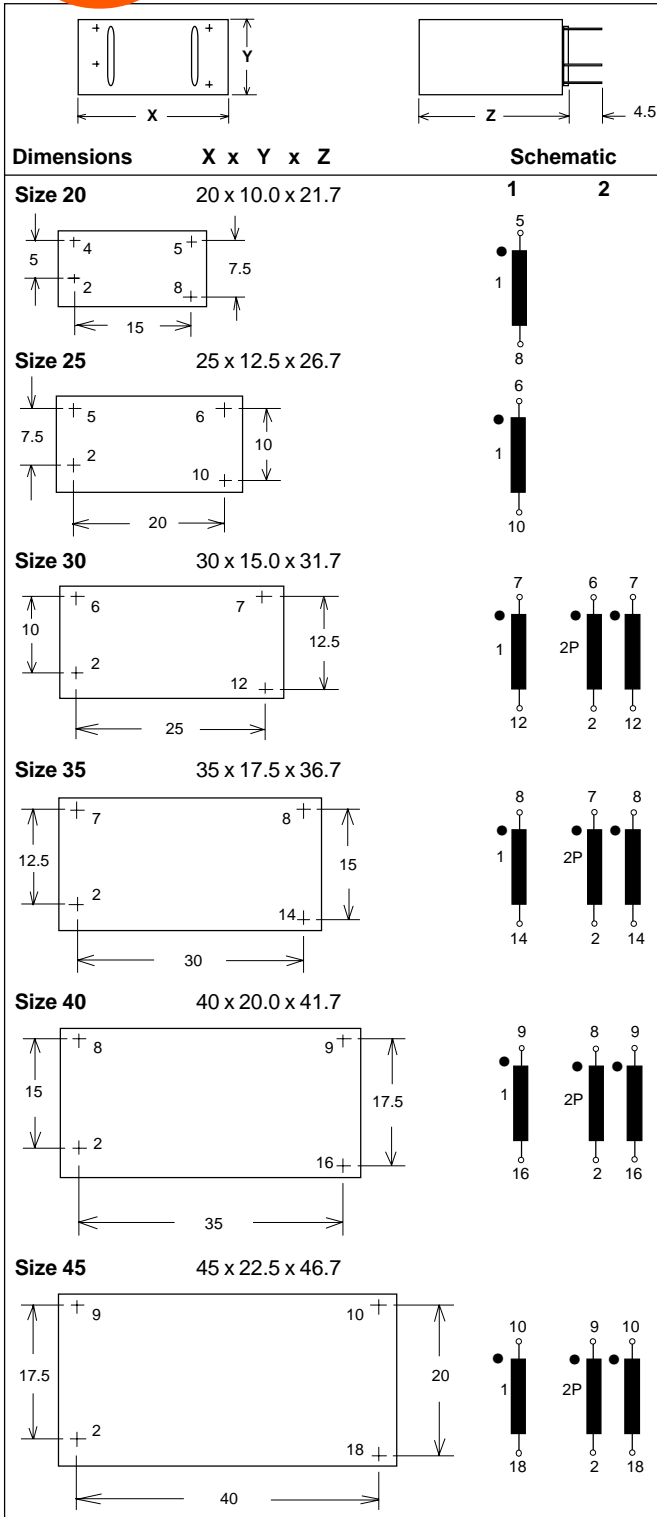 Y
X
Z
4.5
Dimensions X x Y x Z Schematic
1 2
Size 20 20 x 10.0 x 21.7
4 5
5 7.5
2 8
15
5
1
8
Size 25 25 x 12.5 x 26.7
5 6
7.5 10
2 10
20
6
1
10
Size 30 30 x 15.0 x 31.7
6 7
10 12.5
2 12
25
7 6 7
1 2P
12 2 12
Size 35 35 x 17.5 x 36.7
7 8
12.5 15
2 14
30
8 7 8
1 2P
14 2 14
Size 40 40 x 20.0 x 41.7
8 9
15 17.5
2 16
35
9 8 9
1 2P
16 2 16
Size 45 45 x 22.5 x 46.7
9 10
17.5 20
2 18
40
10 9 10
1 2P
18 2 18